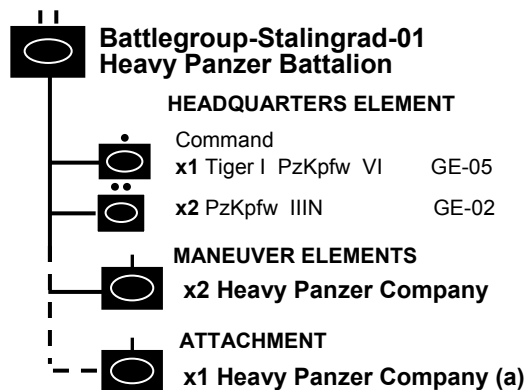 Battlegroup-Stalingrad-01
Heavy Panzer Battalion
HEADQUARTERS ELEMENT
Command
x1 Tiger I PzKpfw VI GE-05
x2 PzKpfw IIIN GE-02
MANEUVER ELEMENTS
x2 Heavy Panzer Company
ATTACHMENT
x1 Heavy Panzer Company (a)